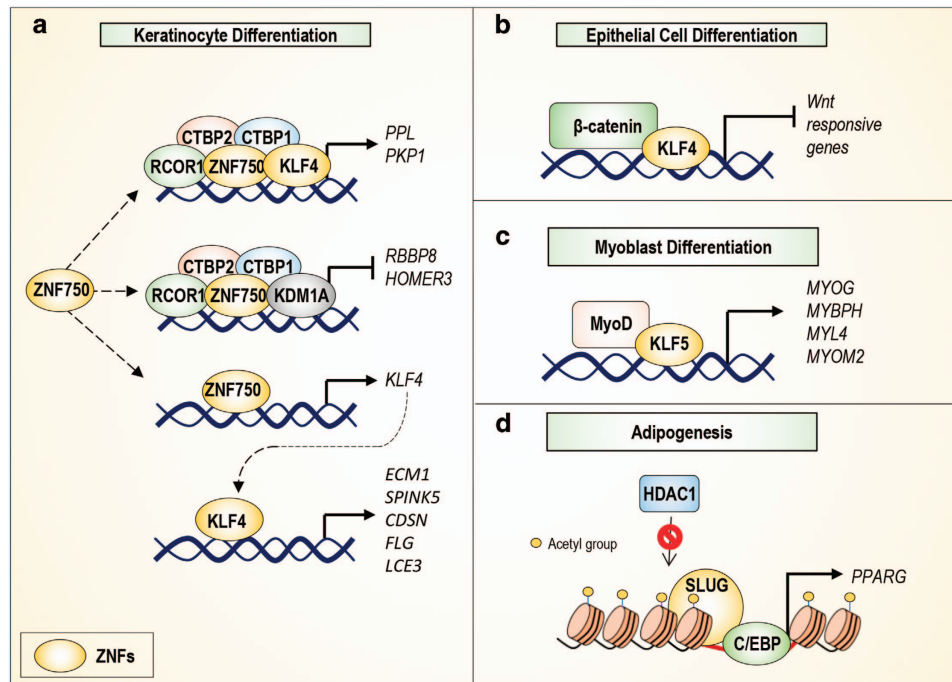 a
Keratinocyte Differentiation
CTBP2 CTBP1
RCOR1 ZNF750 KLF4
PPL
PKP1
ZNF750
CTBP2 CTBP1
RCOR1 ZNF750 KDM1A
RBBP8
HOMER3
ZNF750
KLF4
KLF4
ECM1
SPINK5
CDSN
FLG
LCE3
ZNFs
b
Epithelial Cell Differentiation
β-catenin
KLF4
Wnt
responsive
genes
c
Myoblast Differentiation
MyoD
KLF5
MYOG
MYBPH
MYL4
MYOM2
d
Adipogenesis
HDAC1
Acetyl group
SLUG
C/EBP
PPARG